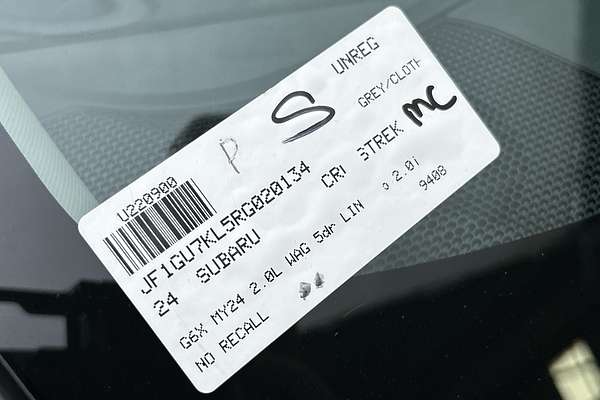 UNREG
P S GREY/CLOTH
U220900 MC
JF1GU7KL5RG020134
24 SUBARU CR STREK
G6X MY24 2.0L WAG 5dr LIN 2.0i
NO RECALL 9408